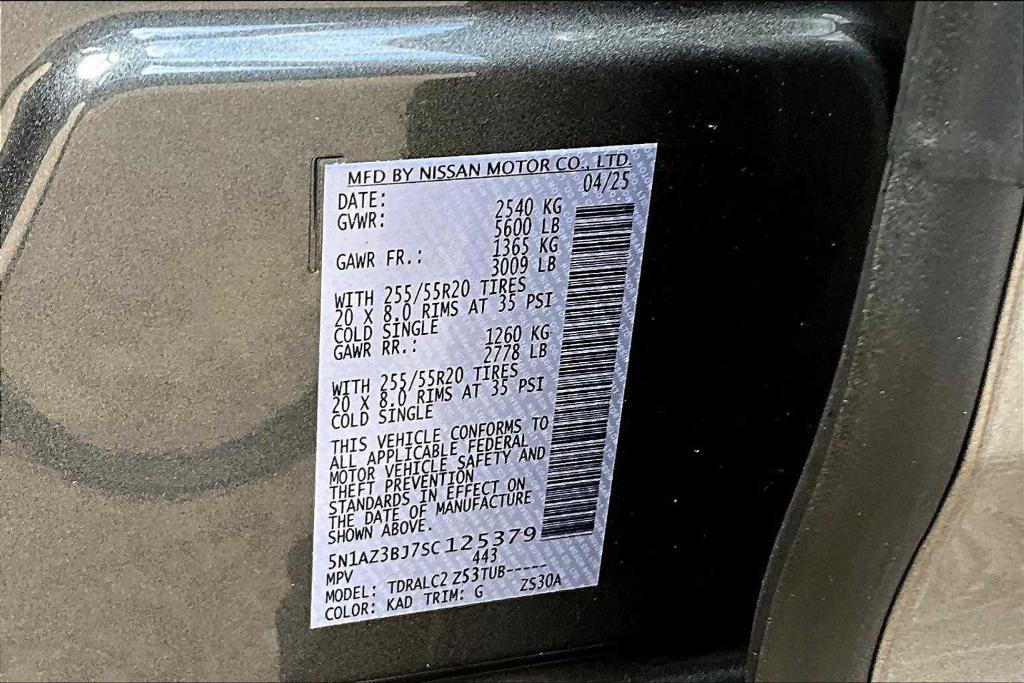 MFD BY NISSAN MOTOR CO., LTD.
DATE: 04/25
GVWR: 2540 KG
5600 LB
GAWR FR.: 1365 KG
3009 LB
WITH 255/55R20 TIRES
20 X 8.0 RIMS AT 35 PSI
COLD SINGLE
GAWR RR.: 1260 KG
2778 LB
WITH 255/55R20 TIRES
20 X 8.0 RIMS AT 35 PSI
COLD SINGLE
THIS VEHICLE CONFORMS TO
ALL APPLICABLE FEDERAL
MOTOR VEHICLE SAFETY AND
THEFT PREVENTION
STANDARDS IN EFFECT ON
THE DATE OF MANUFACTURE
SHOWN ABOVE.
5N1AZ3BJ7SC125379
MPV 443
MODEL: TDRALC2 Z53TUB-----
COLOR: KAD TRIM: G ZS30A